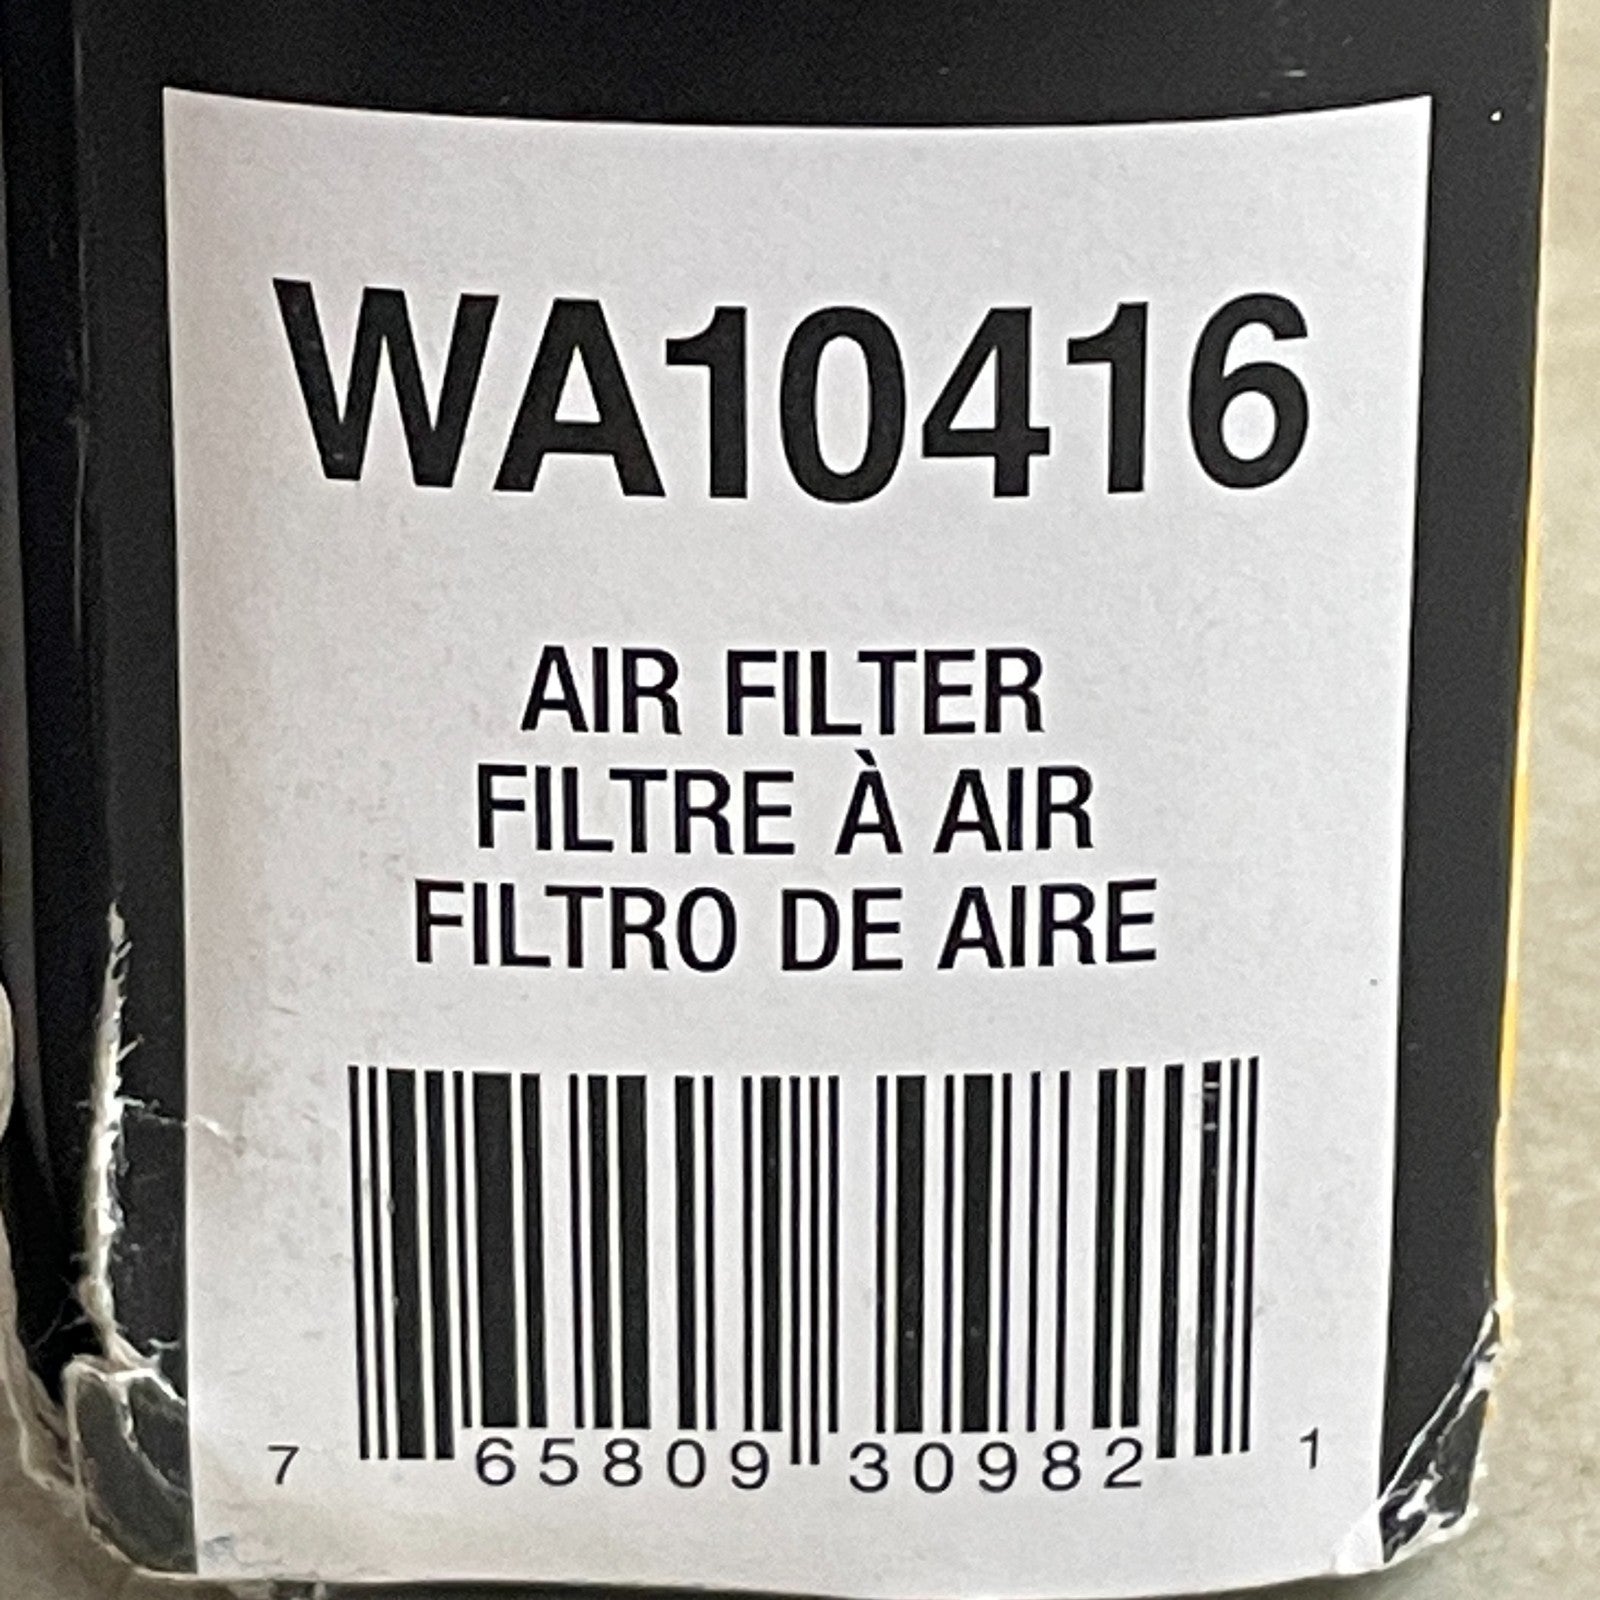 WA10416
AIR FILTER
FILTRE À AIR
FILTRO DE AIRE
7 65809 30982 1